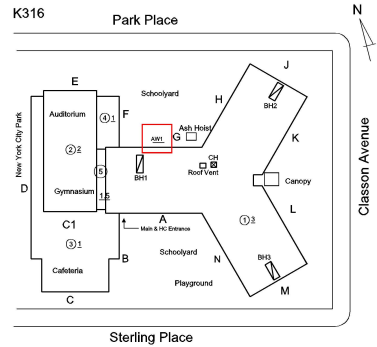 K316
Park Place
N
E
J
Schoolyard
Auditorium
4 1
F
H
BH2
Ash Hoist
AW1
G
K
New York City Park
2 2
CH
5
BH1
Roof Vent
Canopy
Classon Avenue
D
Gymnasium
1.5
L
C1
A
1 3
Main & HC Entrance
3 1
B
Schoolyard
N
BH3
Cafeteria
Playground
M
C
Sterling Place